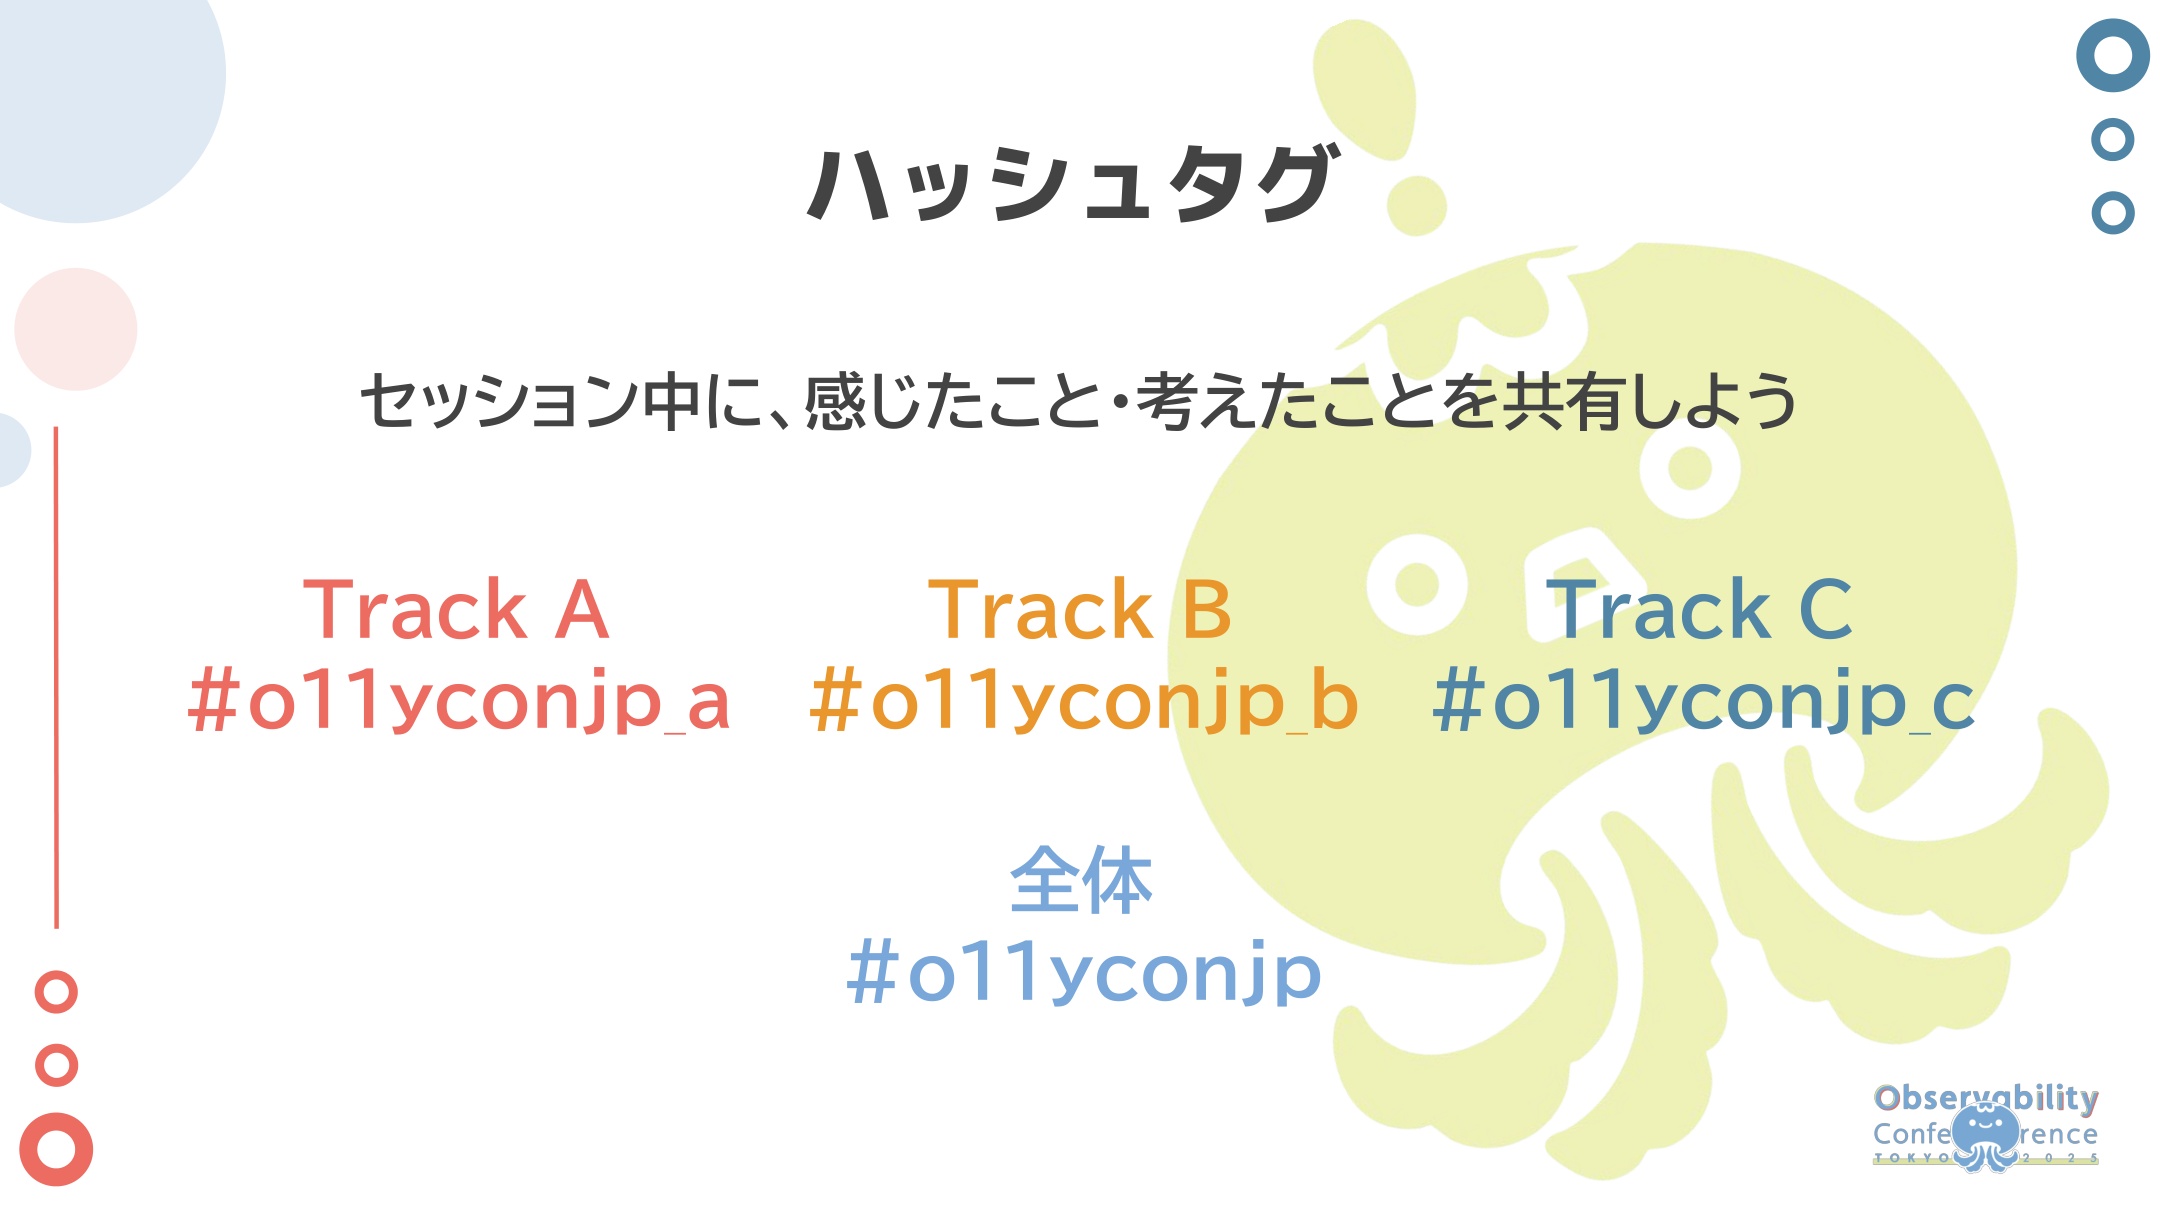 ハッシュタグ
セッション中に、感じたこと・考えたことを共有しよう
Track A
#o11yconjp_a
Track B
#o11yconjp_b
Track C
#o11yconjp_c
全体
#o11yconjp
Observability
Conference
TOKYO 2025